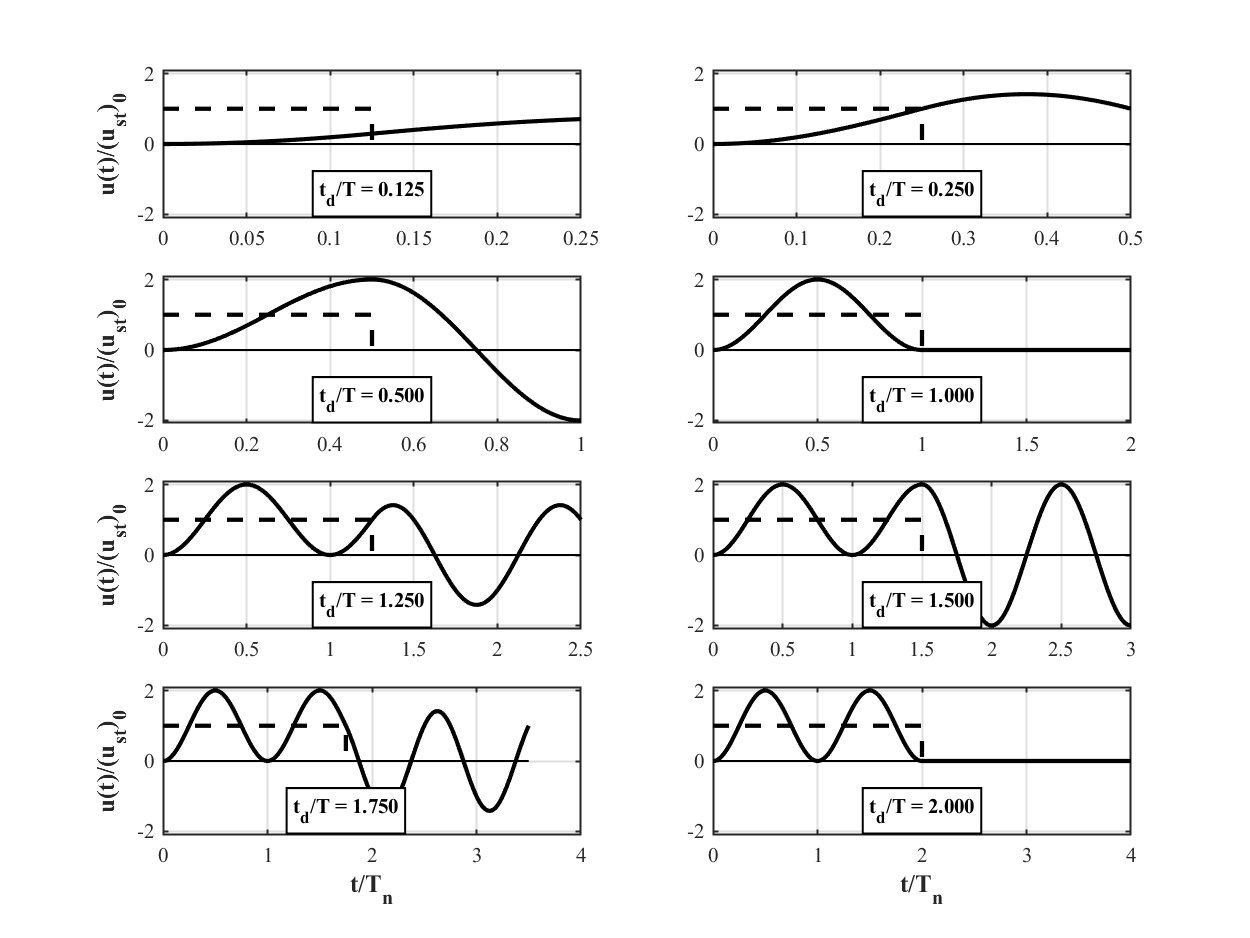 2
0
-2
u(t)/(u_st)_0
t_d/T = 0.125
0 0.05 0.1 0.15 0.2 0.25
2
0
-2
t_d/T = 0.250
0 0.1 0.2 0.3 0.4 0.5
2
0
-2
u(t)/(u_st)_0
t_d/T = 0.500
0 0.2 0.4 0.6 0.8 1
2
0
-2
t_d/T = 1.000
0 0.5 1 1.5 2
2
0
-2
u(t)/(u_st)_0
t_d/T = 1.250
0 0.5 1 1.5 2 2.5
2
0
-2
t_d/T = 1.500
0 0.5 1 1.5 2 2.5 3
2
0
-2
u(t)/(u_st)_0
t_d/T = 1.750
0 1 2 3 4
t/T_n
2
0
-2
t_d/T = 2.000
0 1 2 3 4
t/T_n